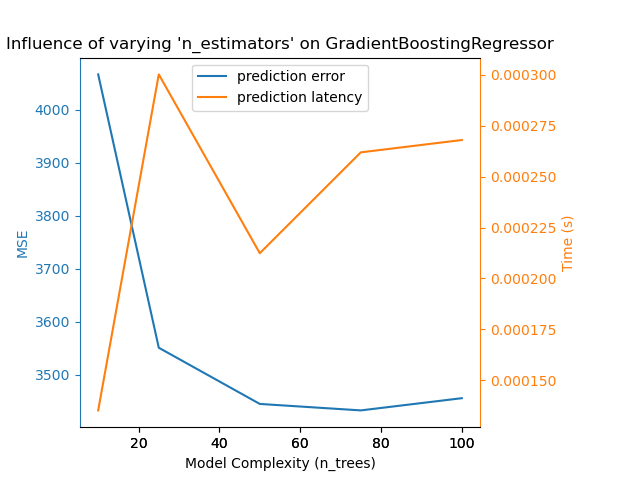 Influence of varying 'n_estimators' on GradientBoostingRegressor
prediction error
prediction latency
4000
3900
3800
3700
3600
3500
MSE
0.000300
0.000275
0.000250
0.000225
0.000200
0.000175
0.000150
Time (s)
20 40 60 80 100
Model Complexity (n_trees)